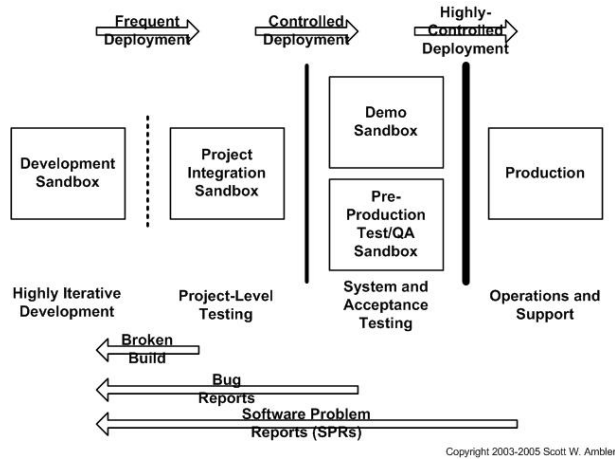 Frequent
Deployment
Controlled
Deployment
Highly-
Controlled
Deployment
Development
Sandbox
Project
Integration
Sandbox
Demo
Sandbox
Pre-
Production
Test/QA
Sandbox
Production
Highly Iterative
Development
Project-Level
Testing
System and
Acceptance
Testing
Operations and
Support
Broken
Build
Bug
Reports
Software Problem
Reports (SPRs)
Copyright 2003-2005 Scott W. Ambler